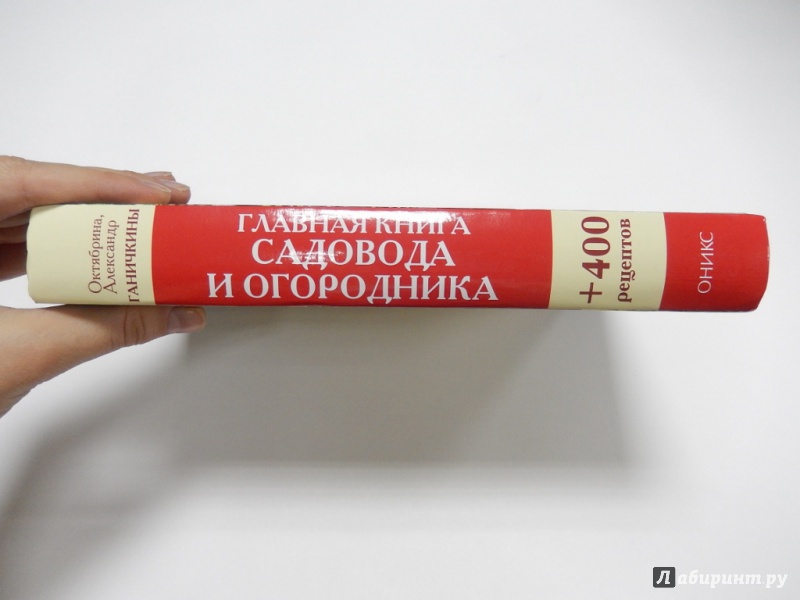 Октябрина,
Александр
ГАНИЧКИНЫ
ГЛАВНАЯ КНИГА
САДОВОДА
И ОГОРОДНИКА
+400
рецептов
ОНИКС
Лабиринт.ру